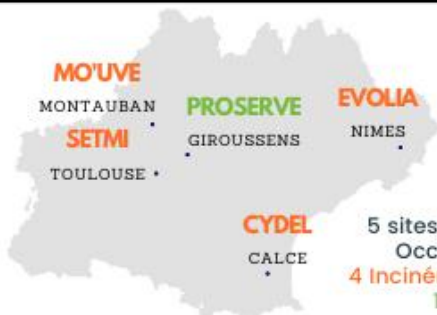 MO'UVE
MONTAUBAN
PROSERVE
GIROUSSENS
EVOLIA
NIMES
SETMI
TOULOUSE
CYDEL
CALCE
5 sites
Occ
4 Inciné
1